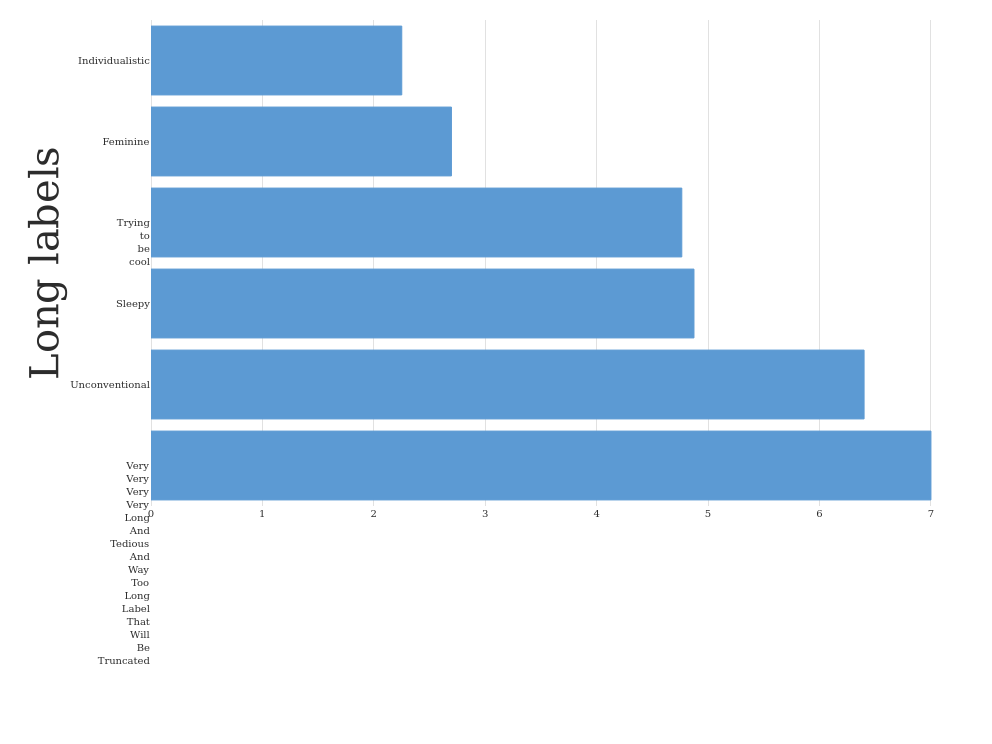 Long labels
Individualistic
Feminine
Trying
to
be
cool
Sleepy
Unconventional
Very
Very
Very
Very
Long
And
Tedious
And
Way
Too
Long
Label
That
Will
Be
Truncated
0 1 2 3 4 5 6 7